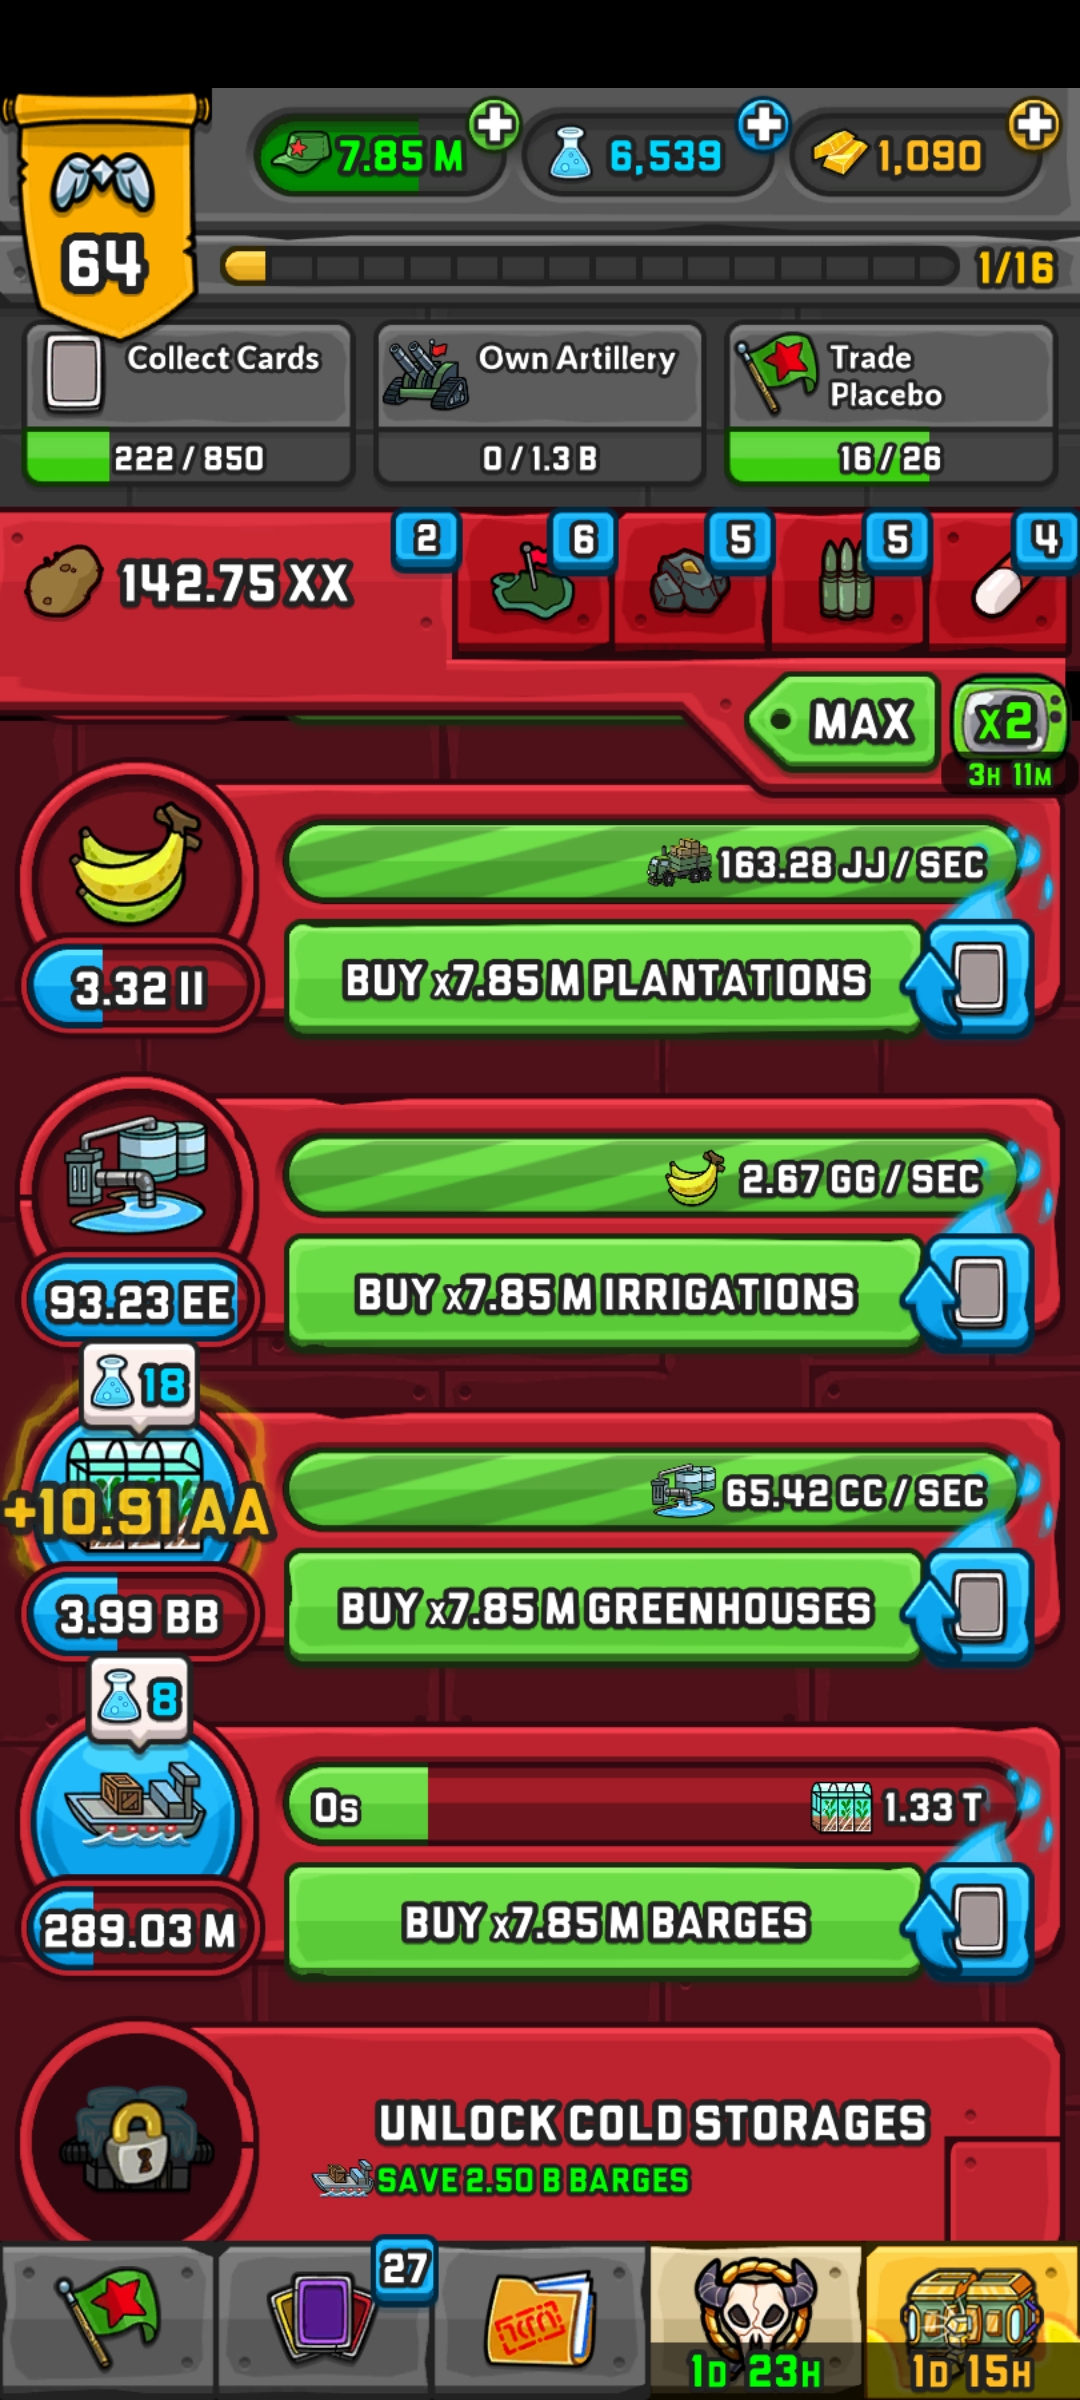 64
7.85 M
6,539
1,090
1/16
Collect Cards
222 / 850
Own Artillery
0 / 1.3 B
Trade
Placebo
16 / 26
142.75 XX
2
6
5
5
4
MAX
x2
3H 11M
163.28 JJ / SEC
3.32 II
BUY x7.85 M PLANTATIONS
2.67 GG / SEC
93.23 EE
BUY x7.85 M IRRIGATIONS
18
+10.91 AA
65.42 CC / SEC
3.99 BB
BUY x7.85 M GREENHOUSES
8
0s
1.33 T
289.03 M
BUY x7.85 M BARGES
UNLOCK COLD STORAGES
SAVE 2.50 B BARGES
27
1D 23H
1D 15H